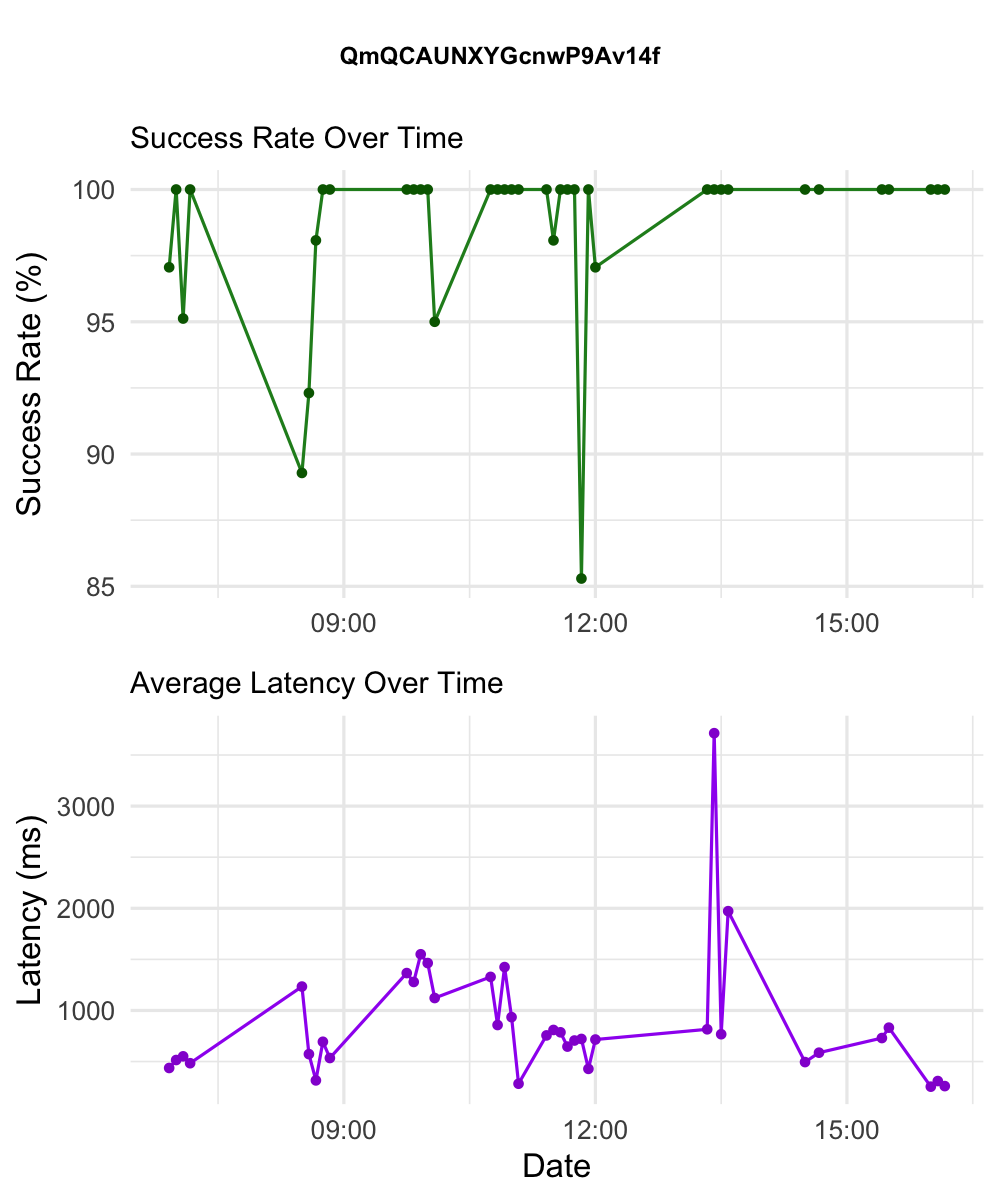 QmQCAUNXYGcnwP9Av14f
Success Rate Over Time
Success Rate (%)
100
95
90
85
09:00 12:00 15:00
Average Latency Over Time
Latency (ms)
3000
2000
1000
09:00 12:00 15:00
Date